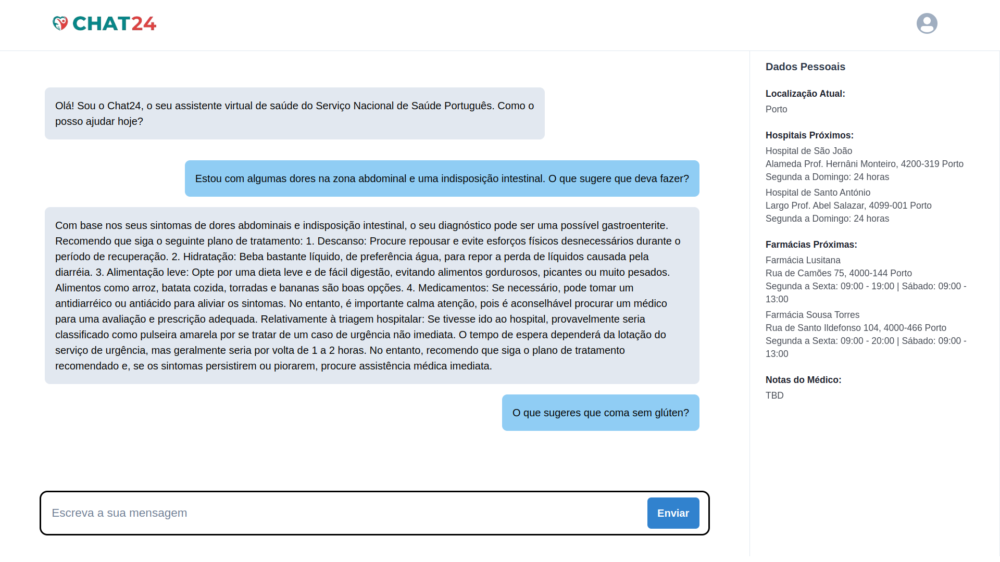 CHAT24
Olá! Sou o Chat24, o seu assistente virtual de saúde do Serviço Nacional de Saúde Português. Como o
posso ajudar hoje?
Estou com algumas dores na zona abdominal e uma indisposição intestinal. O que sugere que deva fazer?
Com base nos seus sintomas de dores abdominais e indisposição intestinal, o seu diagnóstico pode ser uma possível gastroenterite.
Recomendo que siga o seguinte plano de tratamento: 1. Descanso: Procure repousar e evite esforços físicos desnecessários durante o
período de recuperação. 2. Hidratação: Beba bastante líquido, de preferência água, para repor a perda de líquidos causada pela
diarréia. 3. Alimentação leve: Opte por uma dieta leve e de fácil digestão, evitando alimentos gordurosos, picantes ou muito pesados.
Alimentos como arroz, batata cozida, torradas e bananas são boas opções. 4. Medicamentos: Se necessário, pode tomar um
antidiarréico ou antiácido para aliviar os sintomas. No entanto, é importante calma atenção, pois é aconselhável procurar um médico
para uma avaliação e prescrição adequada. Relativamente à triagem hospitalar: Se tivesse ido ao hospital, provavelmente seria
classificado como pulseira amarela por se tratar de um caso de urgência não imediata. O tempo de espera dependerá da lotação do
serviço de urgência, mas geralmente seria por volta de 1 a 2 horas. No entanto, recomendo que siga o plano de tratamento
recomendado e, se os sintomas persistirem ou piorarem, procure assistência médica imediata.
O que sugeres que coma sem glúten?
Escreva a sua mensagem
Enviar
Dados Pessoais
Localização Atual:
Porto
Hospitais Próximos:
Hospital de São João
Alameda Prof. Hernâni Monteiro, 4200-319 Porto
Segunda a Domingo: 24 horas
Hospital de Santo António
Largo Prof. Abel Salazar, 4099-001 Porto
Segunda a Domingo: 24 horas
Farmácias Próximas:
Farmácia Lusitana
Rua de Camões 75, 4000-144 Porto
Segunda a Sexta: 09:00 - 19:00 | Sábado: 09:00 -
13:00
Farmácia Sousa Torres
Rua de Santo Ildefonso 104, 4000-466 Porto
Segunda a Sexta: 09:00 - 20:00 | Sábado: 09:00 -
13:00
Notas do Médico:
TBD